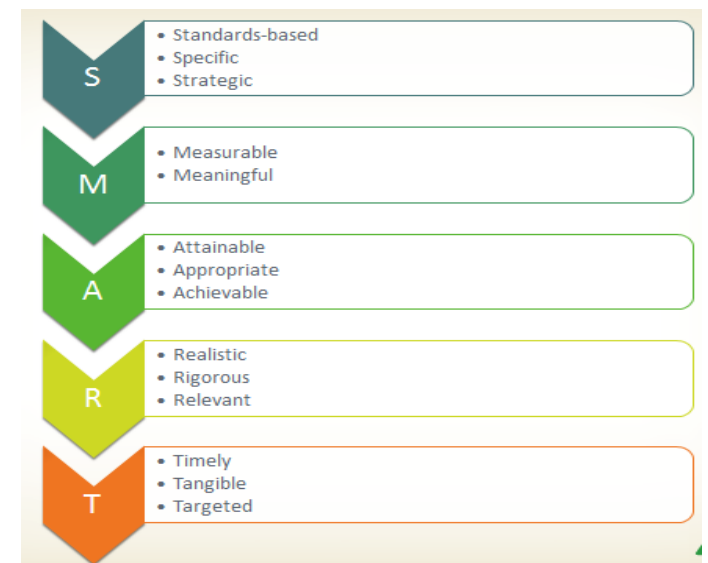 S
• Standards-based
• Specific
• Strategic
M
• Measurable
• Meaningful
A
• Attainable
• Appropriate
• Achievable
R
• Realistic
• Rigorous
• Relevant
T
• Timely
• Tangible
• Targeted